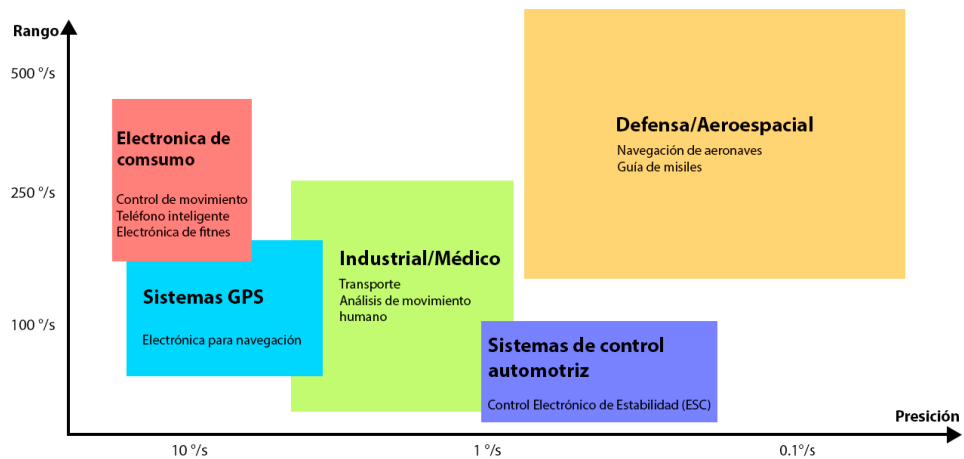 Rango
500 °/s
250 °/s
100 °/s
Electronica de
comsumo
Control de movimiento
Teléfono inteligente
Electrónica de fitnes
Sistemas GPS
Electrónica para navegación
Industrial/Médico
Transporte
Análisis de movimiento
humano
Defensa/Aeroespacial
Navegación de aeronaves
Guía de misiles
Sistemas de control
automotriz
Control Electrónico de Estabilidad (ESC)
Presición
10 °/s
1 °/s
0.1°/s